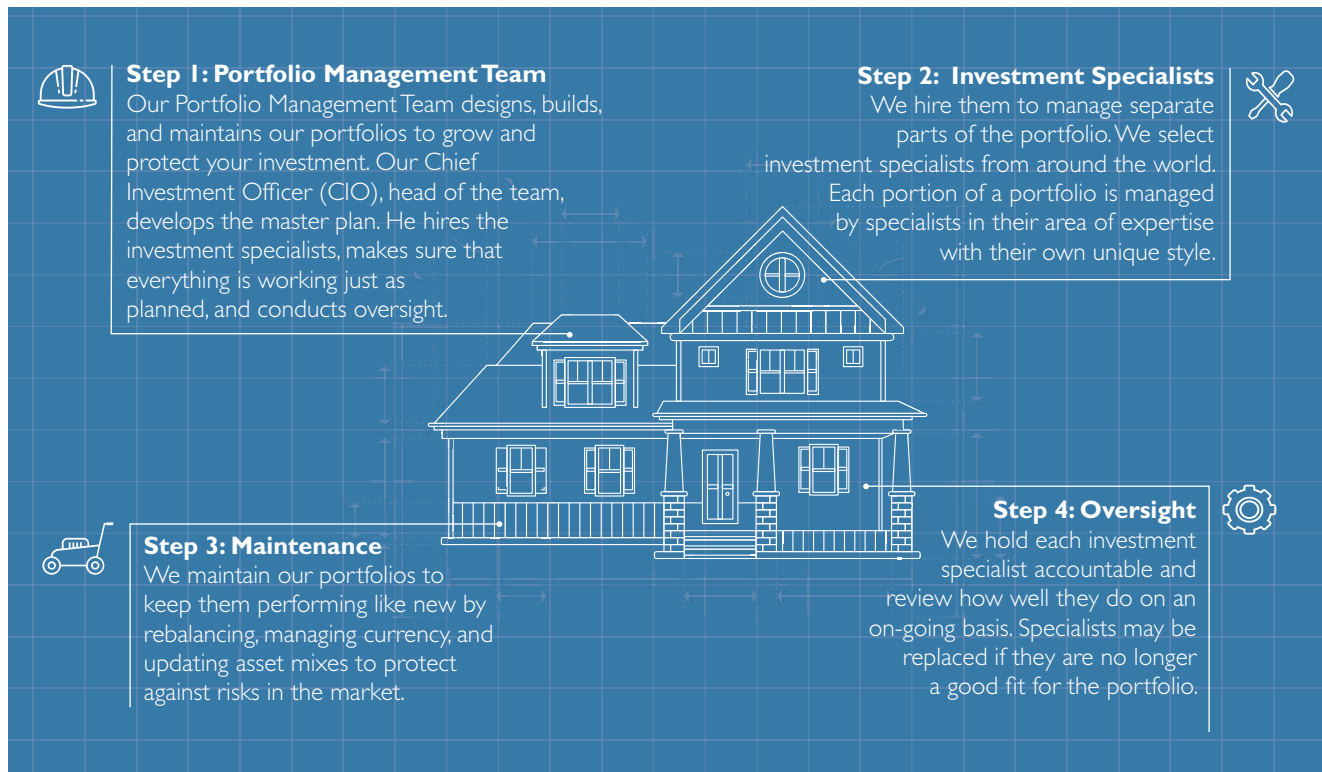 Step 1: Portfolio Management Team
Our Portfolio Management Team designs, builds,
and maintains our portfolios to grow and
protect your investment. Our Chief
Investment Officer (CIO), head of the team,
develops the master plan. He hires the
investment specialists, makes sure that
everything is working just as
planned, and conducts oversight.
Step 2: Investment Specialists
We hire them to manage separate
parts of the portfolio. We select
investment specialists from around the world.
Each portion of a portfolio is managed
by specialists in their area of expertise
with their own unique style.
Step 3: Maintenance
We maintain our portfolios to
keep them performing like new by
rebalancing, managing currency, and
updating asset mixes to protect
against risks in the market.
Step 4: Oversight
We hold each investment
specialist accountable and
review how well they do on an
on-going basis. Specialists may be
replaced if they are no longer
a good fit for the portfolio.